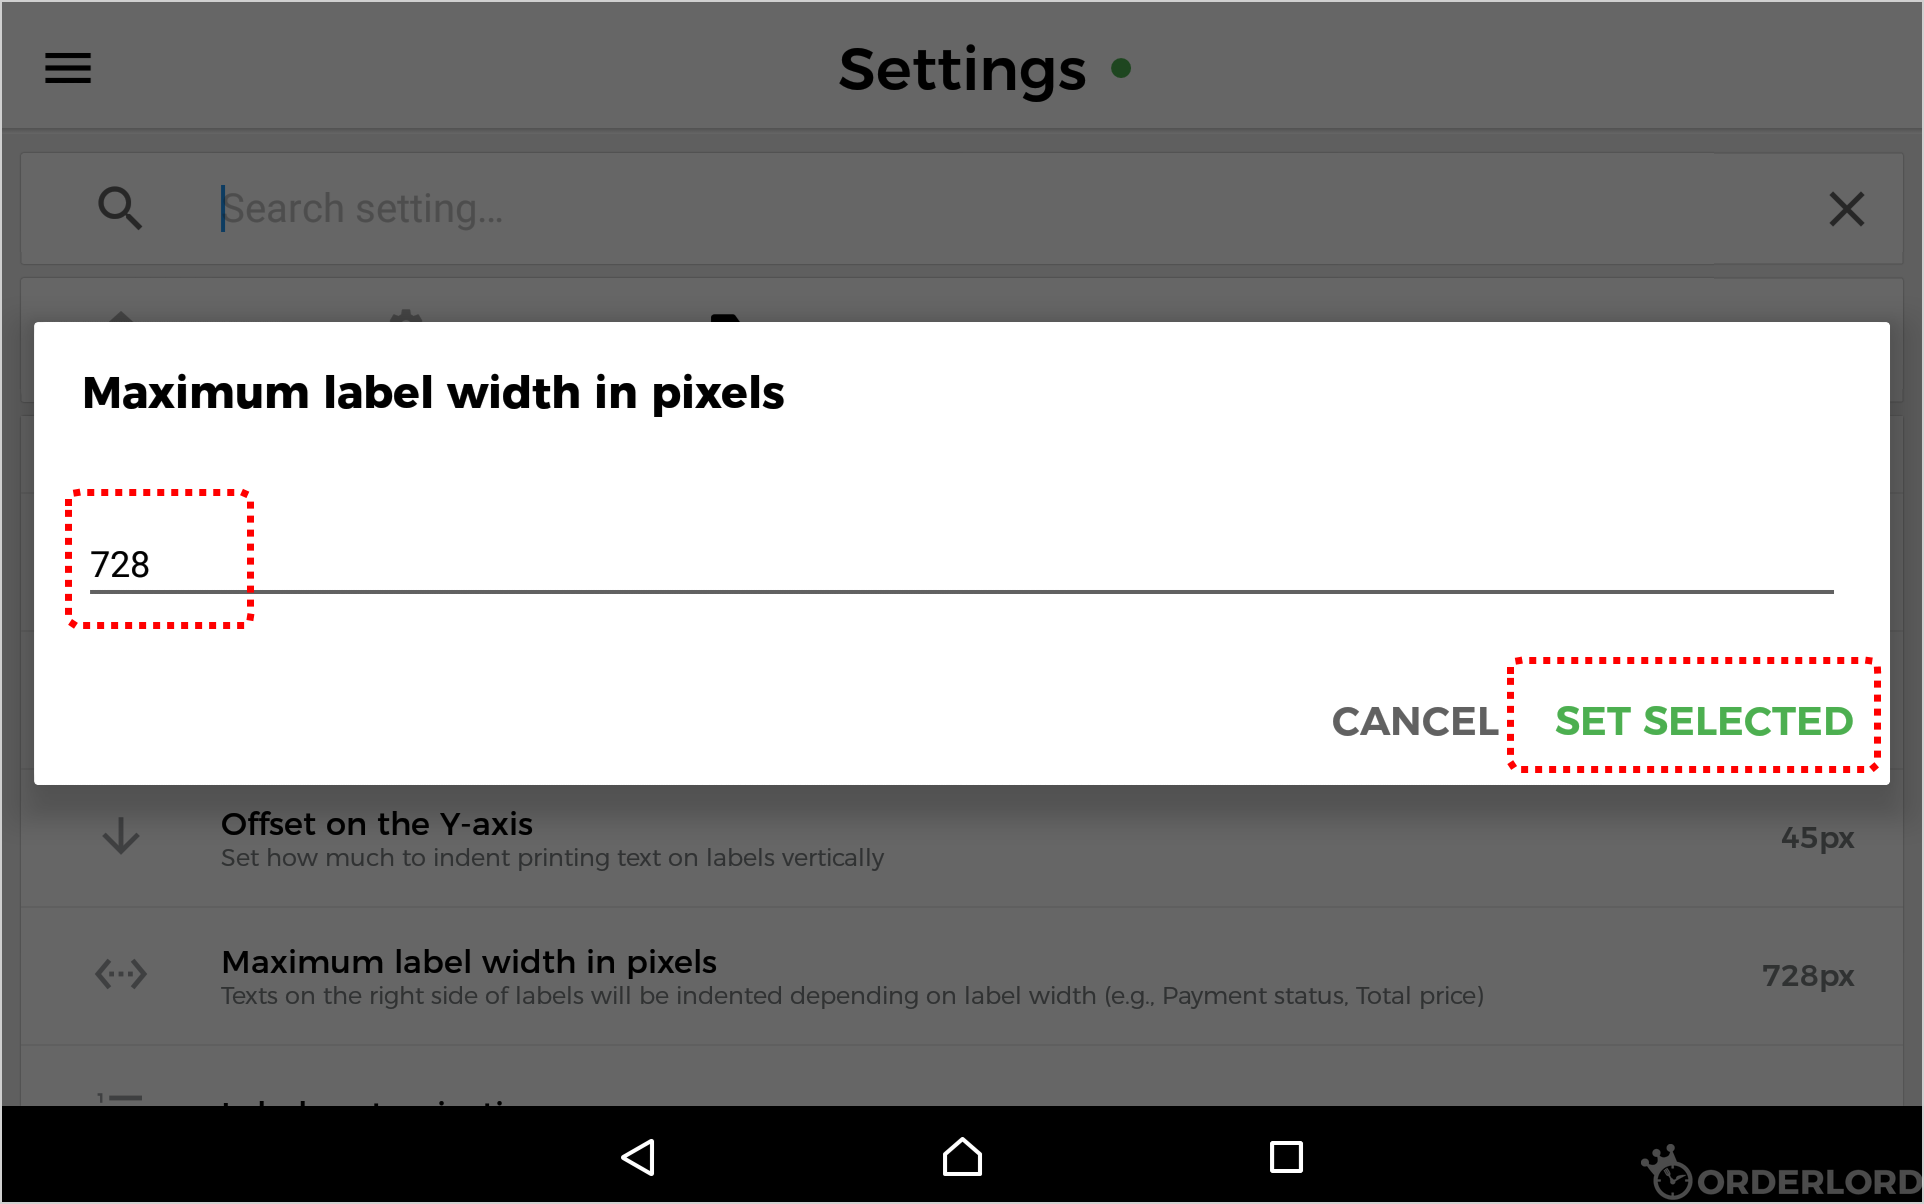 Settings
Search setting...
Maximum label width in pixels
728
CANCEL
SET SELECTED
Offset on the Y-axis
45px
Set how much to indent printing text on labels vertically
Maximum label width in pixels
728px
Texts on the right side of labels will be indented depending on label width (e.g., Payment status, Total price)
ORDERLORD